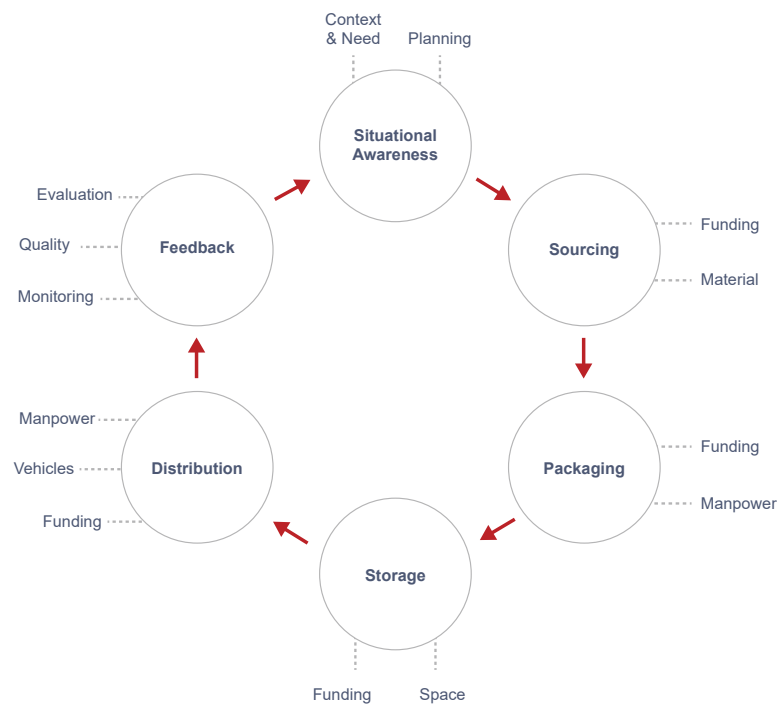 Context
& Need
Planning
Situational
Awareness
Sourcing
Funding
Material
Packaging
Funding
Manpower
Storage
Funding
Space
Distribution
Manpower
Vehicles
Funding
Feedback
Evaluation
Quality
Monitoring